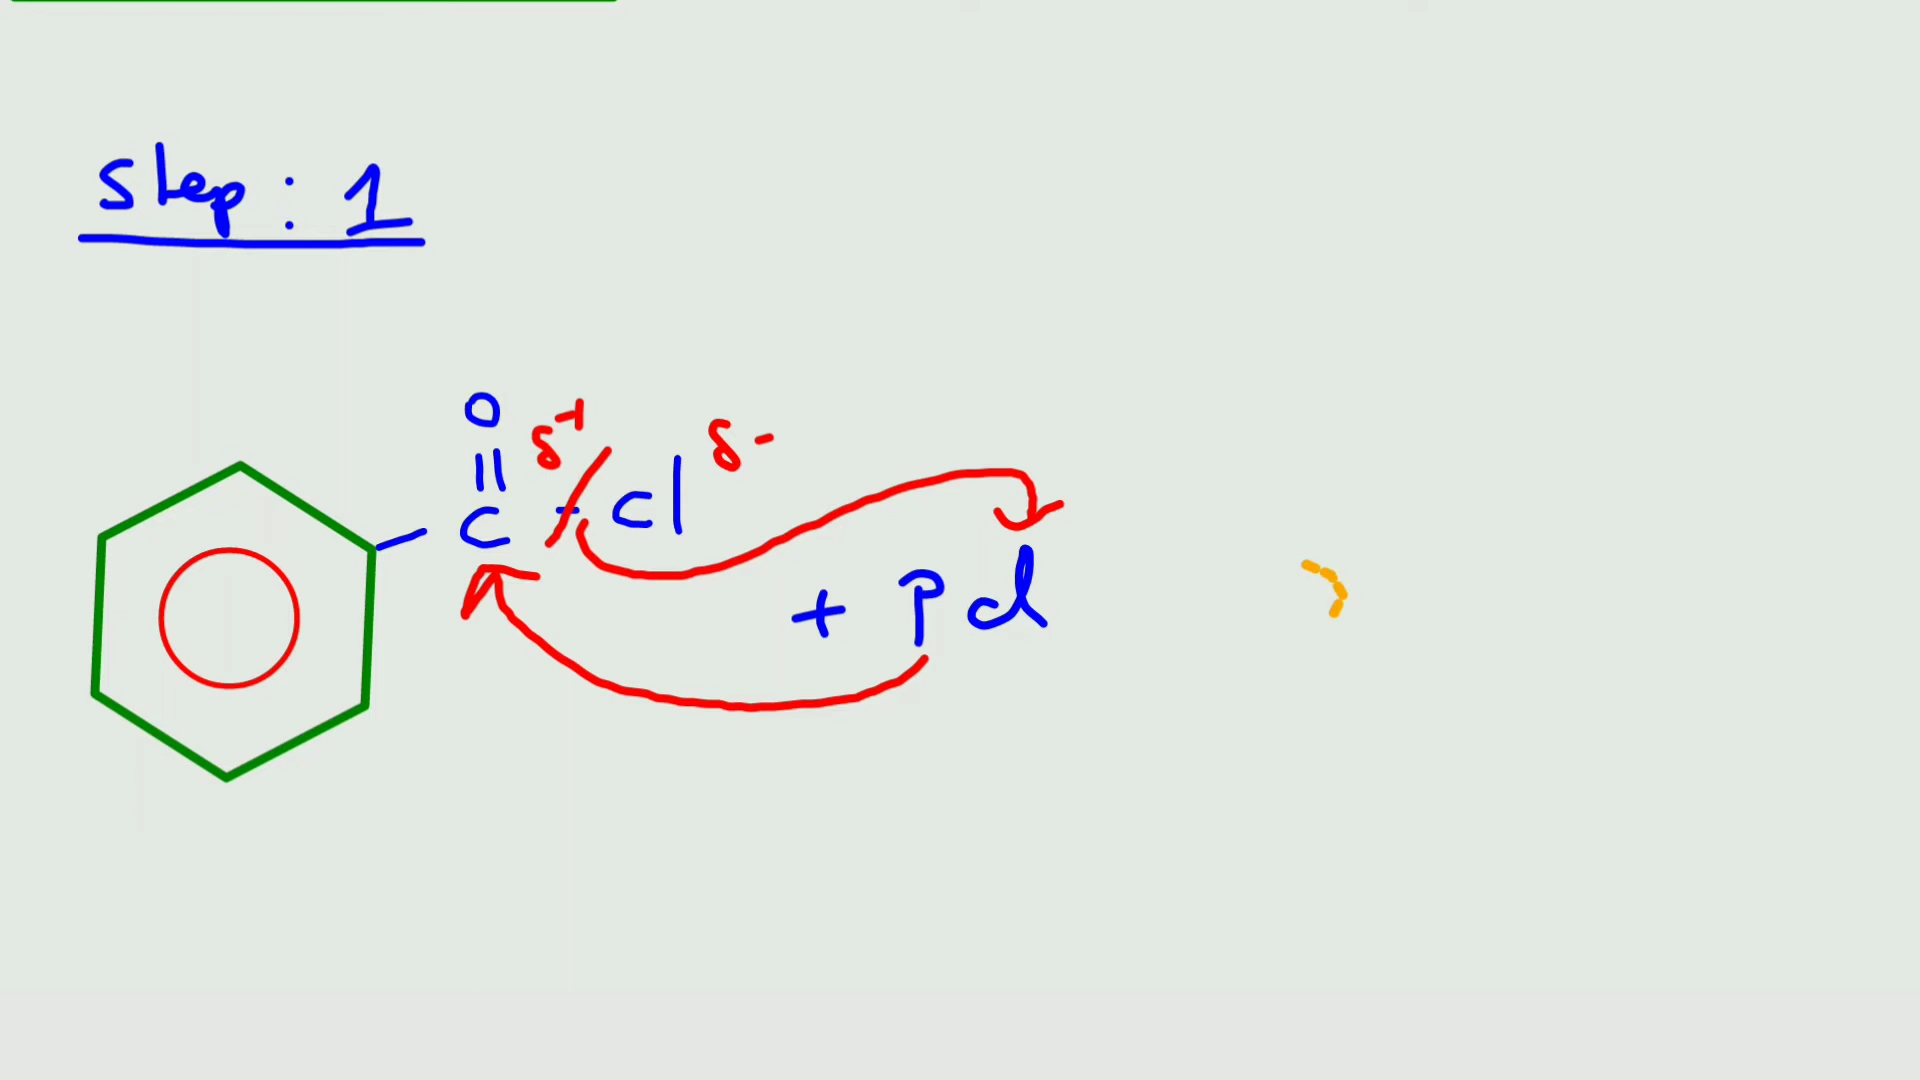 Step : 1
O
||
C - Cl
δ+ δ-
+ Pd